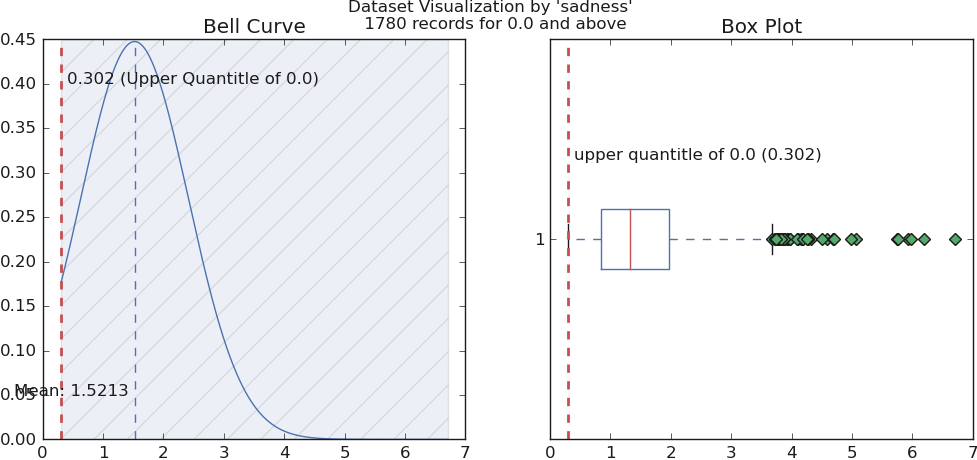 Dataset Visualization by 'sadness'
1780 records for 0.0 and above
Bell Curve
0.45
0.40
0.35
0.30
0.25
0.20
0.15
0.10
0.05
0.00
0.302 (Upper Quantitle of 0.0)
Mean: 1.5213
0 1 2 3 4 5 6 7
Box Plot
upper quantitle of 0.0 (0.302)
1
0 1 2 3 4 5 6 7